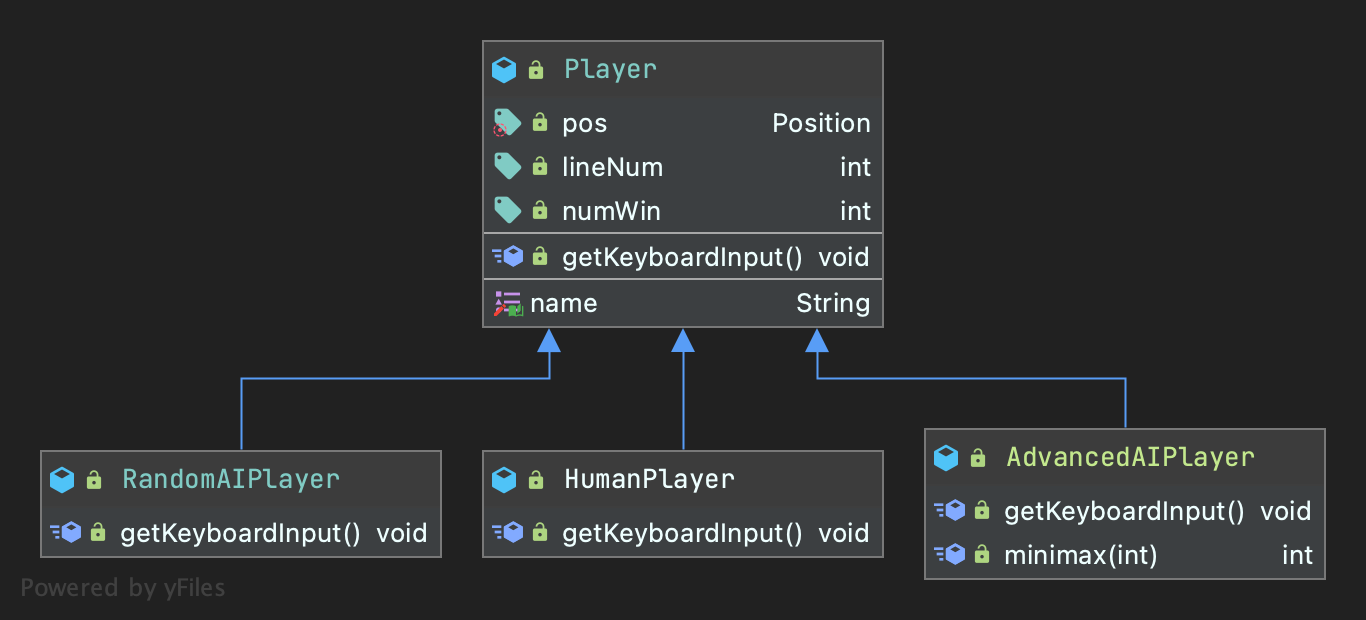 Player
pos Position
lineNum int
numWin int
getKeyboardInput() void
name String
RandomAIPlayer
getKeyboardInput() void
HumanPlayer
getKeyboardInput() void
AdvancedAIPlayer
getKeyboardInput() void
minimax(int) int
Powered by yFiles